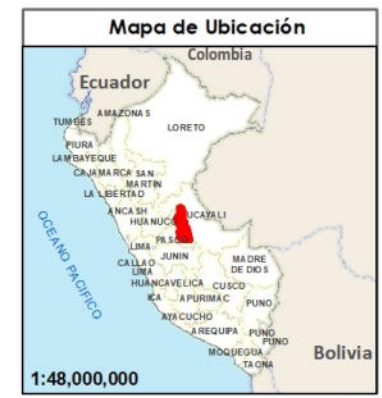 Mapa de Ubicación
Colombia
Ecuador
AMAZONAS
TUMBES
LORETO
PIURA
LAMBAYEQUE
CAJAMARCA SAN
MARTIN
LA LIBERTAD
ANCASH
UCAYALI
HUANUCO
PASCO
LIMA
JUNIN
MADRE
DE DIOS
CALLAO
LIMA
HUANCAVELICA CUSCO
ICA APURIMAC PUNO
AYACUCHO
AREQUIPA PUNO
PUNO
MOQUEGUA
TACNA
OCEANO PACIFICO
Bolivia
1:48,000,000